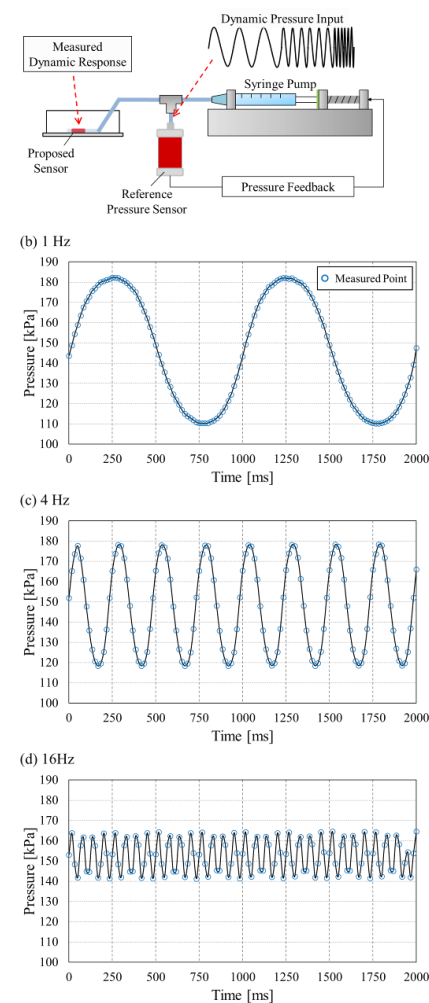 Dynamic Pressure Input
Measured
Dynamic Response
Syringe Pump
Proposed
Sensor
Reference
Pressure Sensor
Pressure Feedback
(b) 1 Hz
190
180
170
160
150
140
130
120
110
100
Pressure [kPa]
Measured Point
0 250 500 750 1000 1250 1500 1750 2000
Time [ms]
(c) 4 Hz
190
180
170
160
150
140
130
120
110
100
Pressure [kPa]
0 250 500 750 1000 1250 1500 1750 2000
Time [ms]
(d) 16Hz
190
180
170
160
150
140
130
120
110
100
Pressure [kPa]
0 250 500 750 1000 1250 1500 1750 2000
Time [ms]